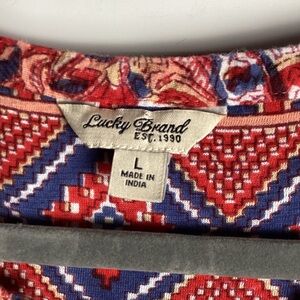 Lucky Brand
EST. 1990
L
MADE IN
INDIA